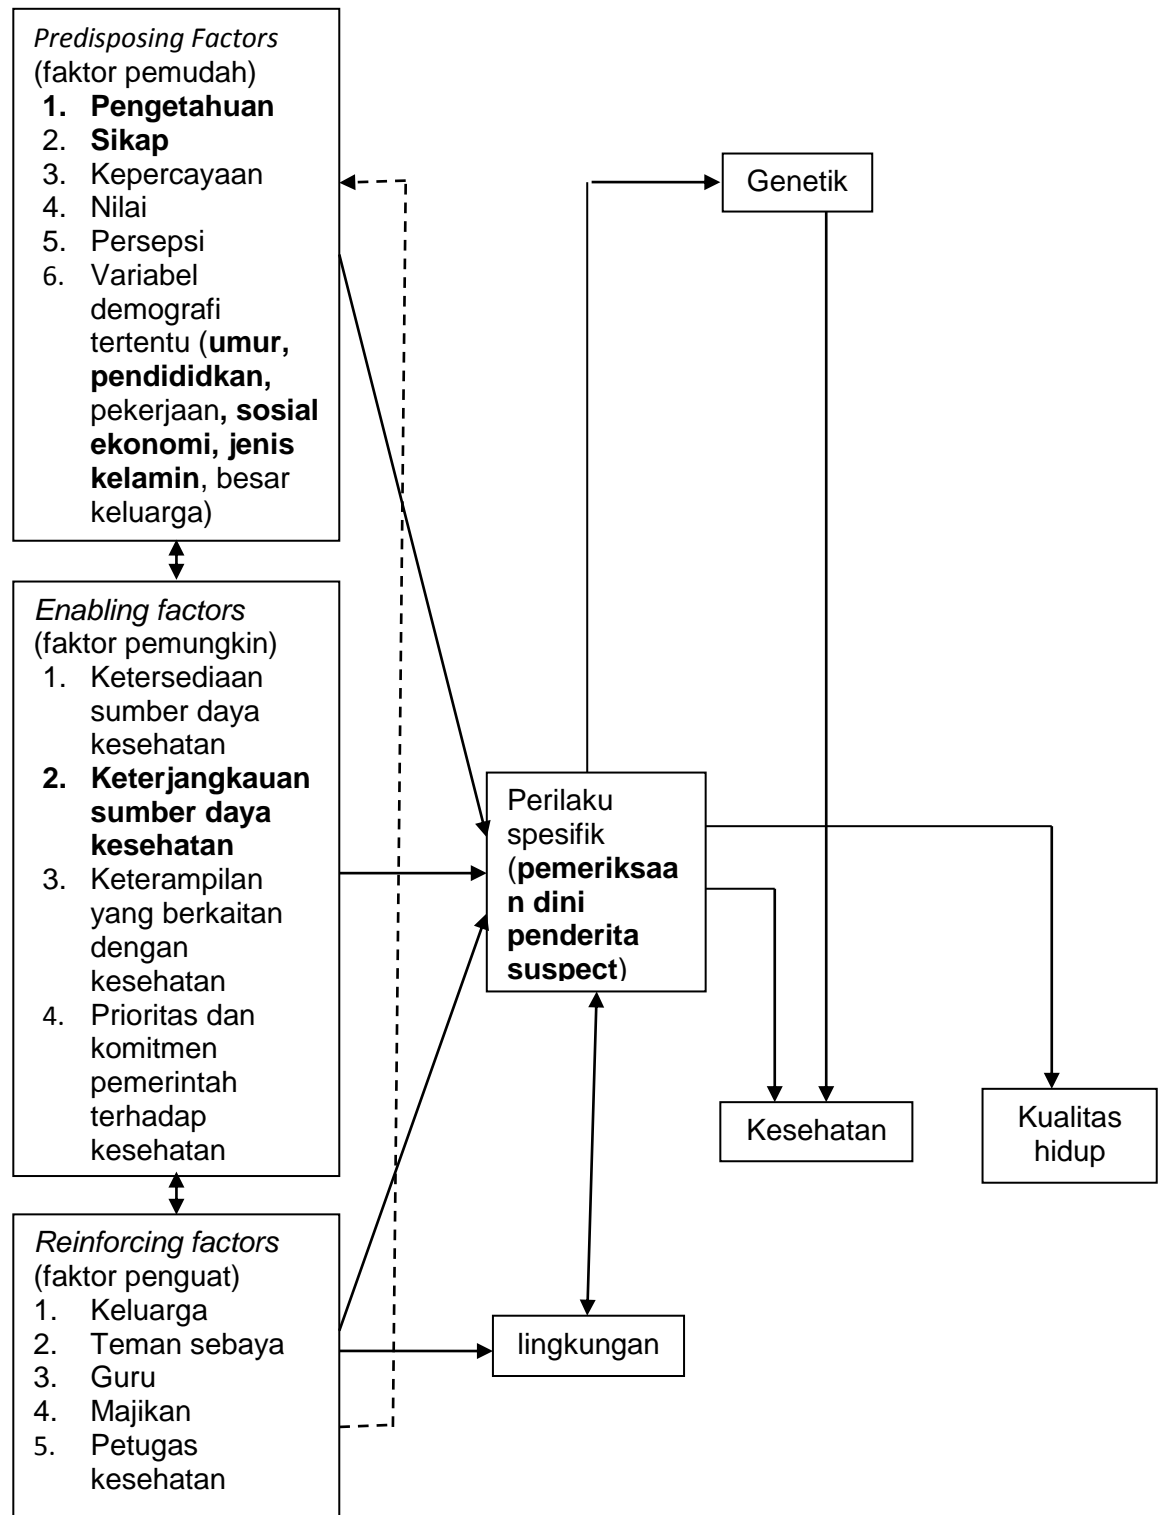 Predisposing Factors
(faktor pemudah)
1. Pengetahuan
2. Sikap
3. Kepercayaan
4. Nilai
5. Persepsi
6. Variabel
demografi
tertentu (umur,
pendididkan,
pekerjaan, sosial
ekonomi, jenis
kelamin, besar
keluarga)
Enabling factors
(faktor pemungkin)
1. Ketersediaan
sumber daya
kesehatan
2. Keterjangkauan
sumber daya
kesehatan
3. Keterampilan
yang berkaitan
dengan
kesehatan
4. Prioritas dan
komitmen
pemerintah
terhadap
kesehatan
Reinforcing factors
(faktor penguat)
1. Keluarga
2. Teman sebaya
3. Guru
4. Majikan
5. Petugas
kesehatan
Perilaku
spesifik
(pemeriksaa
n dini
penderita
suspect)
lingkungan
Genetik
Kesehatan
Kualitas
hidup